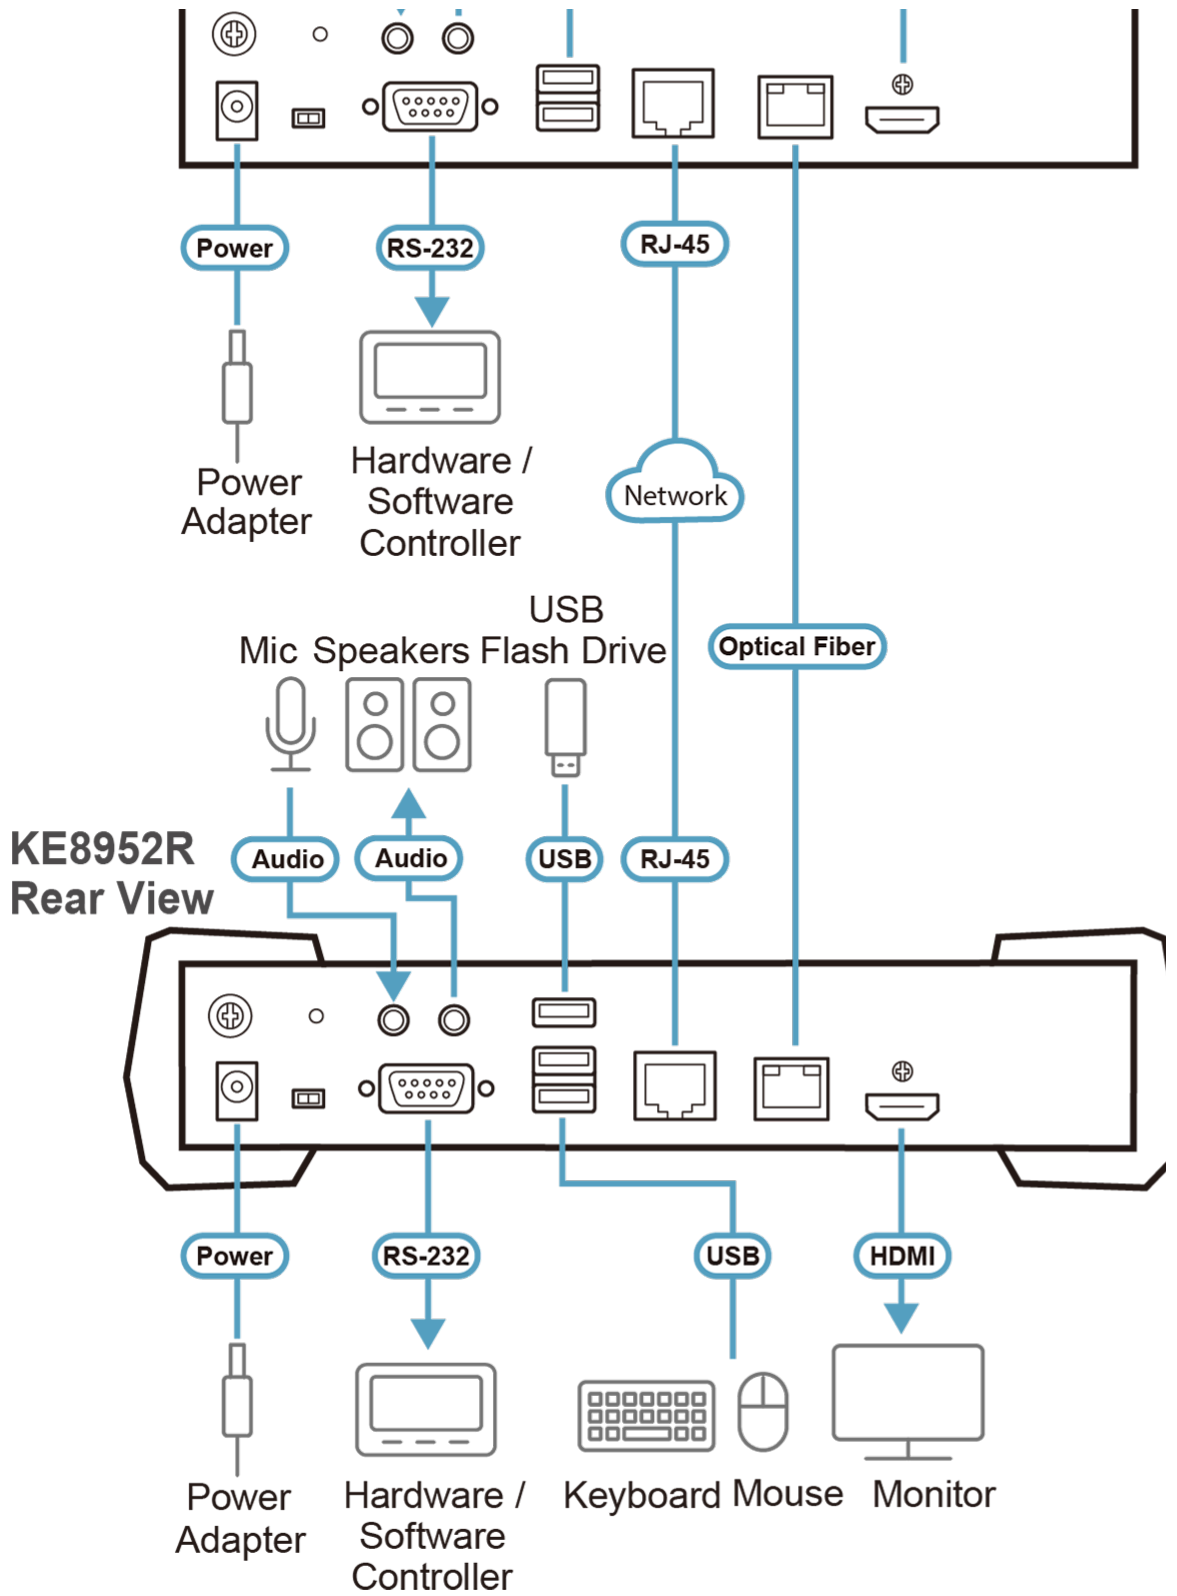 Power
RS-232
RJ-45
Power
Adapter
Hardware /
Software
Controller
Network
USB
Mic Speakers Flash Drive
Optical Fiber
KE8952R
Rear View
Audio
Audio
USB
RJ-45
Power
RS-232
USB
HDMI
Power
Adapter
Hardware /
Software
Controller
Keyboard Mouse Monitor